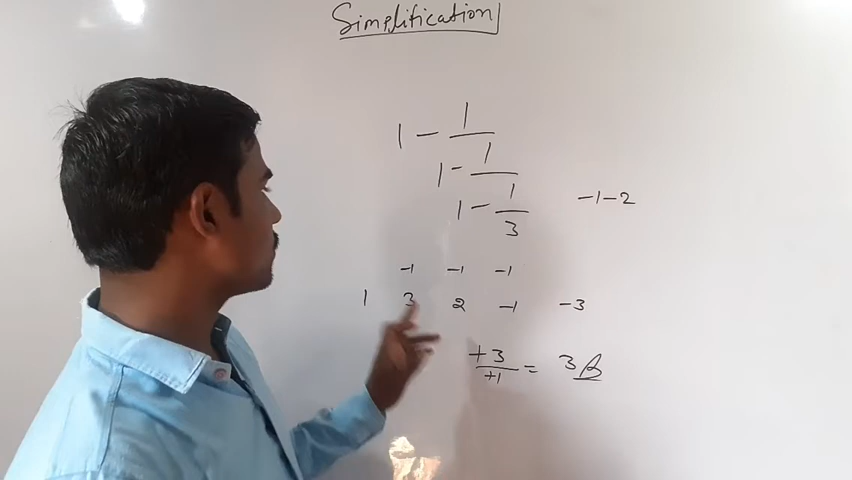 Simplification
1 - 1
1 - 1
1 - 1 -1-2
3
-1 -1 -1
1 3 2 -1 -3
+3/+1 = 3